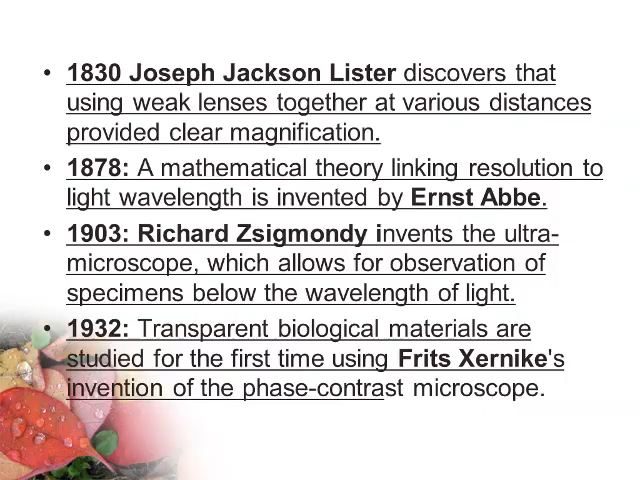 • 1830 Joseph Jackson Lister discovers that
using weak lenses together at various distances
provided clear magnification.
• 1878: A mathematical theory linking resolution to
light wavelength is invented by Ernst Abbe.
• 1903: Richard Zsigmondy invents the ultra-
microscope, which allows for observation of
specimens below the wavelength of light.
• 1932: Transparent biological materials are
studied for the first time using Frits Xernike's
invention of the phase-contrast microscope.